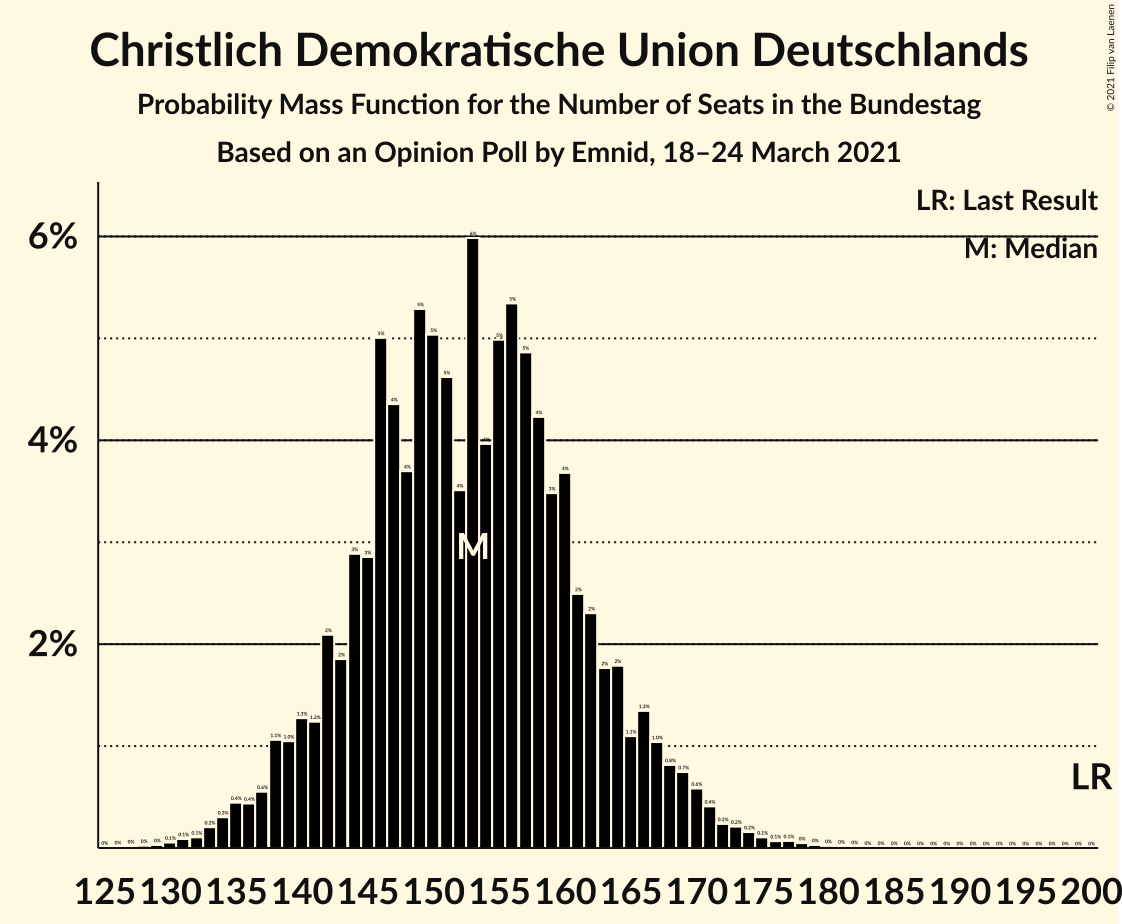 Christlich Demokratische Union Deutschlands
Probability Mass Function for the Number of Seats in the Bundestag
Based on an Opinion Poll by Emnid, 18–24 March 2021
© 2021 Filip van Laenen
LR: Last Result
M: Median
6%
4%
2%
M
LR
125 130 135 140 145 150 155 160 165 170 175 180 185 190 195 200